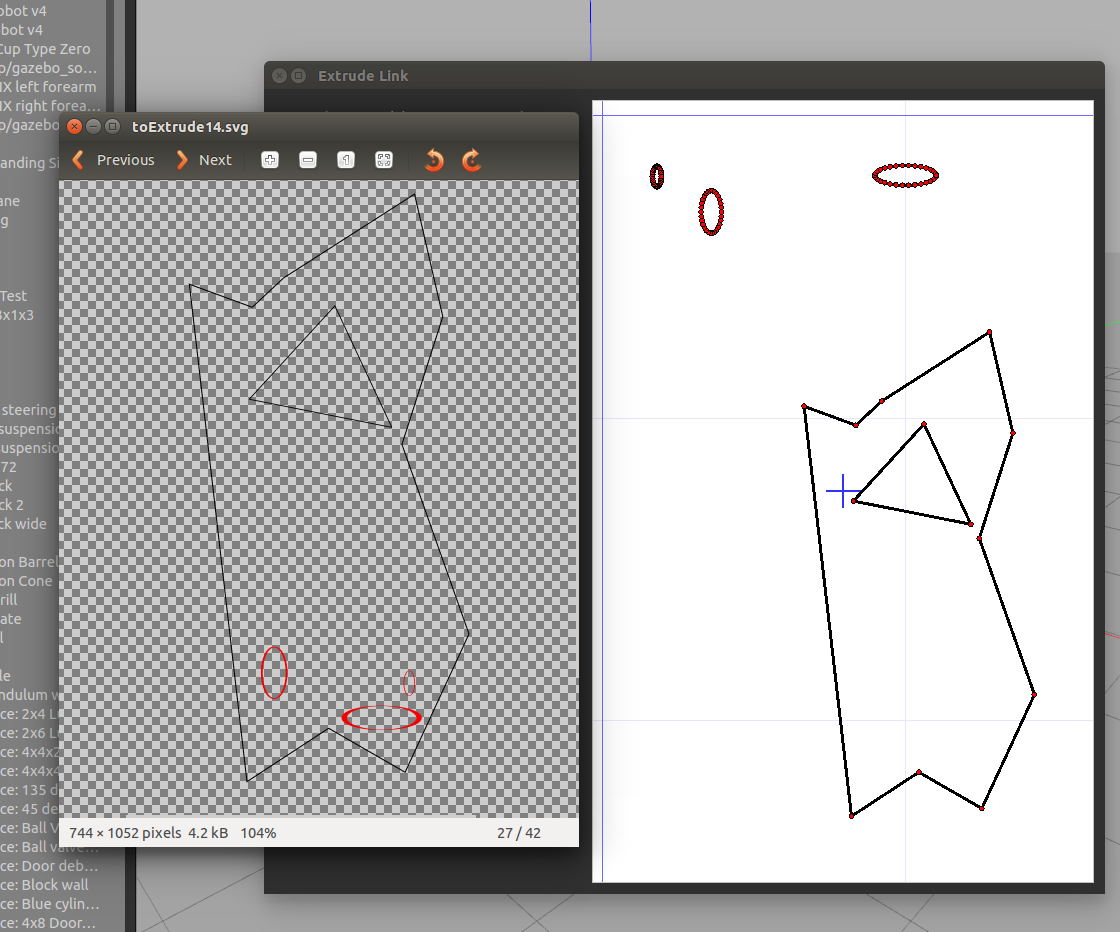 obot v4
bot v4
Cup Type Zero
o/gazebo_so...
IX left forearm
IX right forea...
o/gazebo
anding Si
ane
g
Test
3x1x3
steering
suspensio
suspensio
72
ck
ck 2
ck wide
on Barrel
on Cone
rill
ate
l
le
ndulum w
ce: 2x4 L
ce: 2x6 L
ce: 4x4x2
ce: 4x4x4
ce: 135 d
ce: 45 de
ce: Ball V
ce: Ball valve...
ce: Door deb...
ce: Block wall
ce: Blue cylin...
ce: 4x8 Door...
Extrude Link
toExtrude14.svg
Previous Next
744 × 1052 pixels 4.2 kB 104% 27 / 42